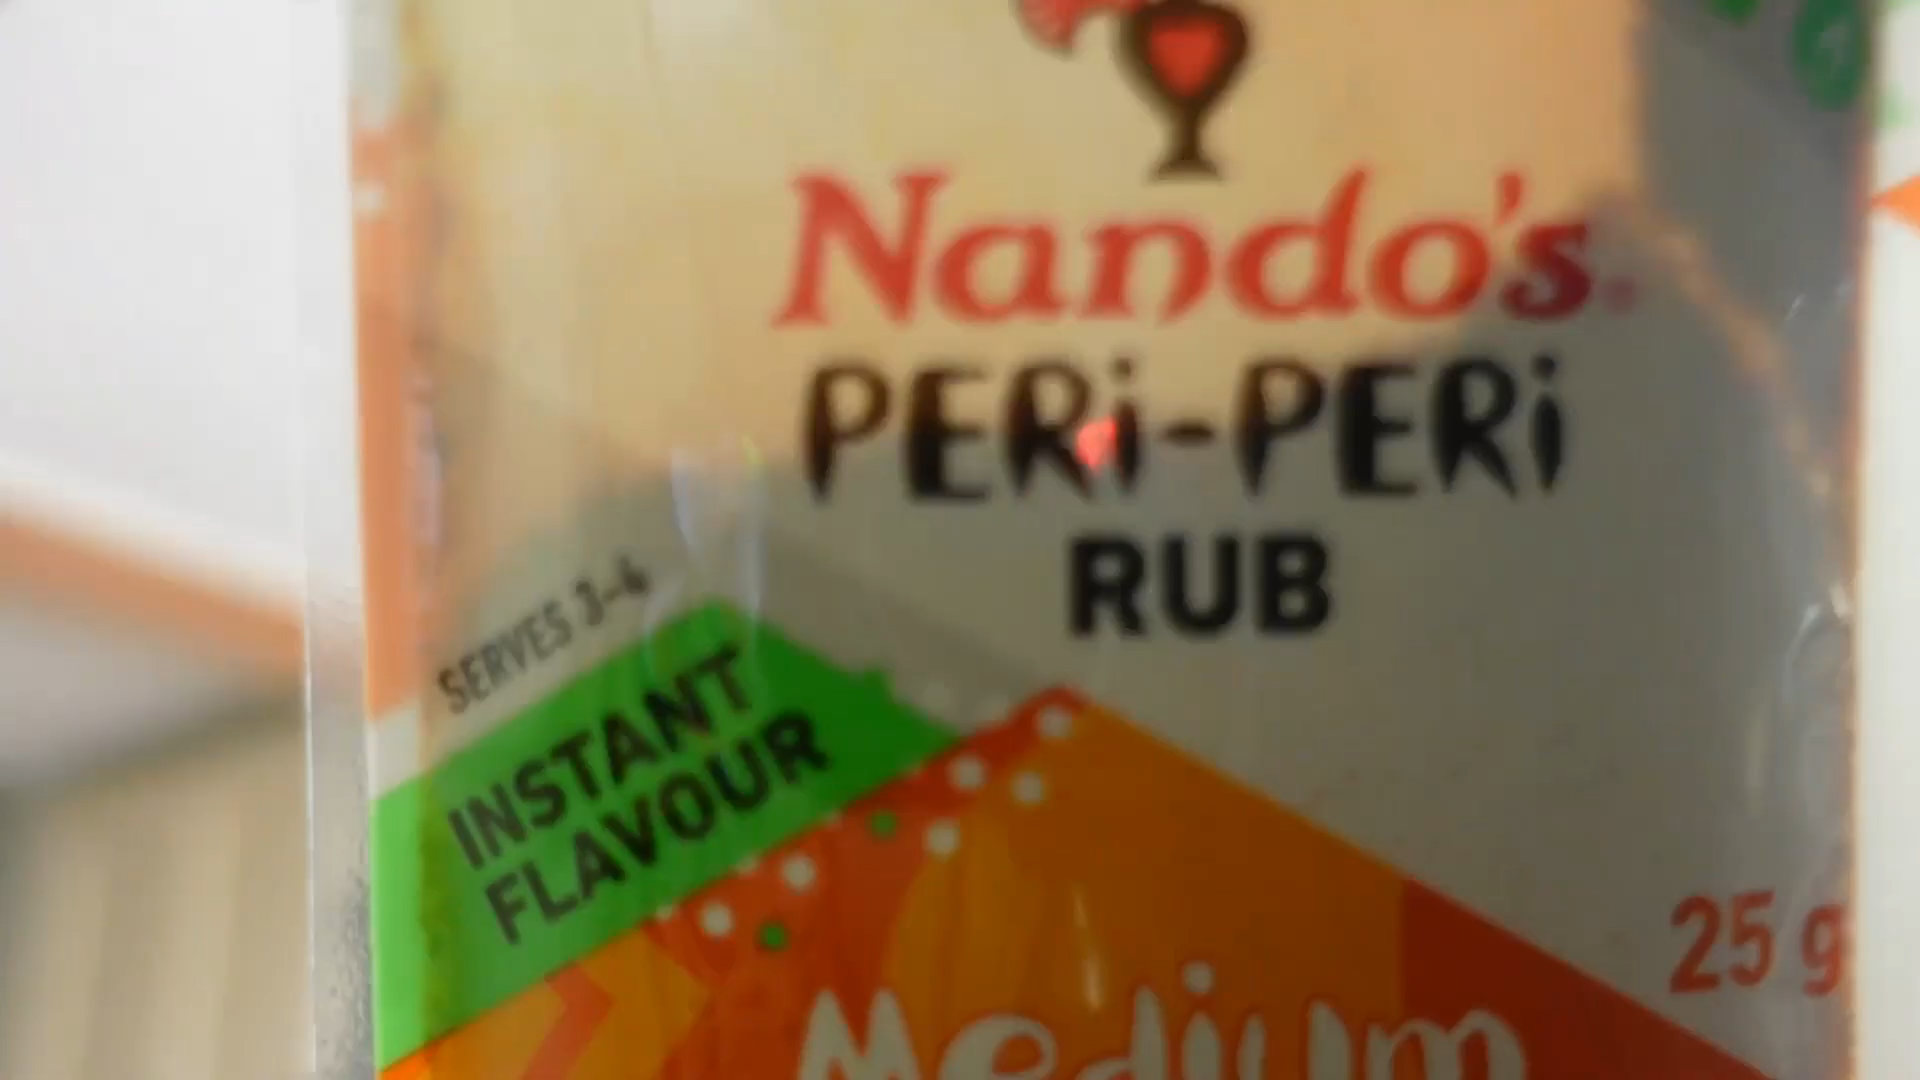 Nando's
PERi-PERi
RUB
SERVES 3-4
INSTANT
FLAVOUR
25 g
Medium